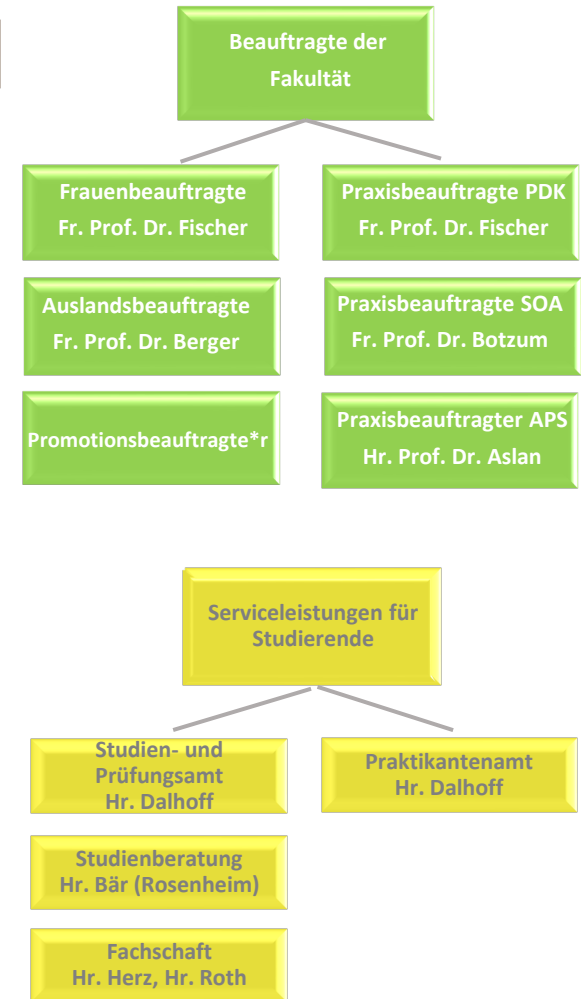 Beauftragte der
Fakultät
Frauenbeauftragte
Fr. Prof. Dr. Fischer
Auslandsbeauftragte
Fr. Prof. Dr. Berger
Promotionsbeauftragte*r
Praxisbeauftragte PDK
Fr. Prof. Dr. Fischer
Praxisbeauftragte SOA
Fr. Prof. Dr. Botzum
Praxisbeauftragter APS
Hr. Prof. Dr. Aslan
Serviceleistungen für
Studierende
Studien- und
Prüfungsamt
Hr. Dalhoff
Studienberatung
Hr. Bär (Rosenheim)
Fachschaft
Hr. Herz, Hr. Roth
Praktikantenamt
Hr. Dalhoff